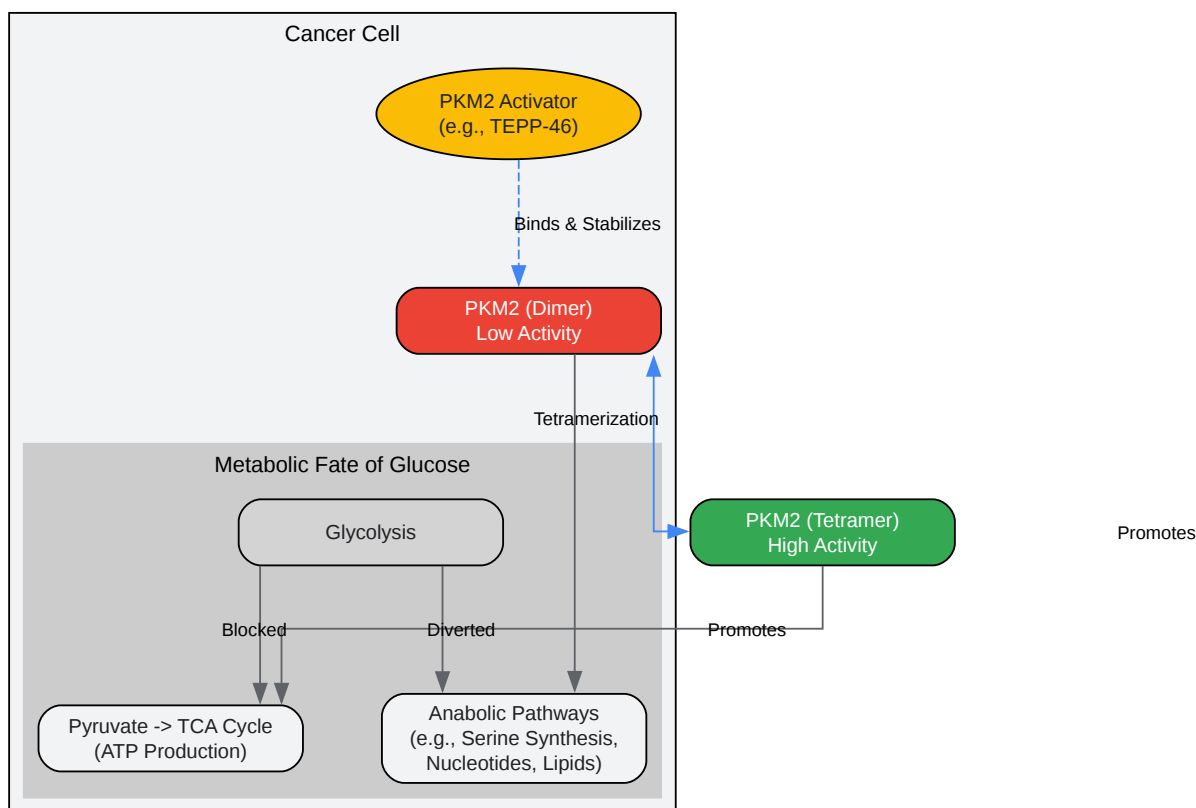 Cancer Cell
PKM2 Activator
(e.g., TEPP-46)
Binds & Stabilizes
PKM2 (Dimer)
Low Activity
Tetramerization
Metabolic Fate of Glucose
Glycolysis
PKM2 (Tetramer)
High Activity
Promotes
Blocked
Diverted
Promotes
Pyruvate -> TCA Cycle
(ATP Production)
Anabolic Pathways
(e.g., Serine Synthesis,
Nucleotides, Lipids)